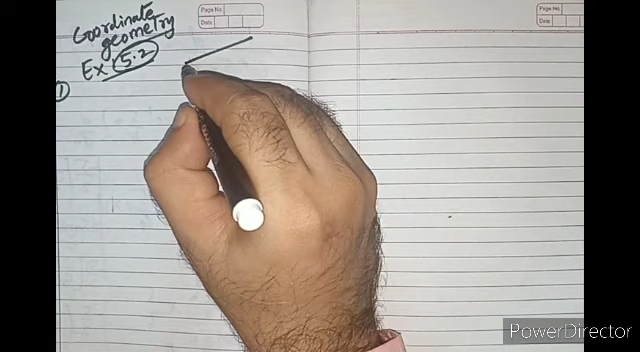 Coordinate
geometry
Ex 5.2
1
Page No
Date
Page No.
Date
PowerDirector